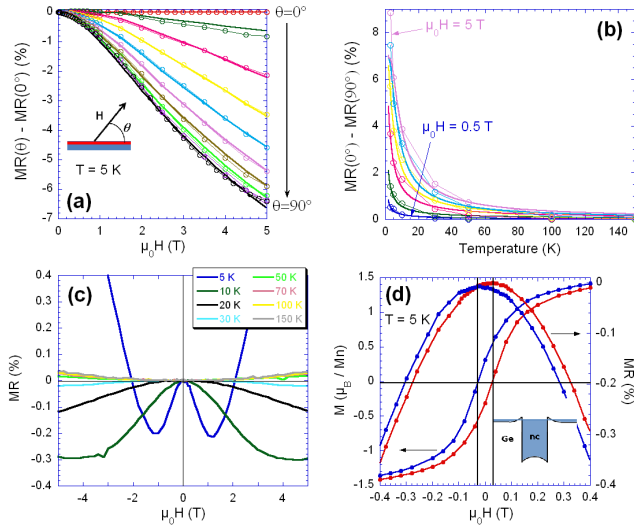 θ=0°
MR(θ) - MR(0°) (%)
0
-1
-2
-3
-4
-5
-6
-7
H
θ
T = 5 K
(a)
θ=90°
0 1 2 3 4 5
μ₀H (T)
(b)
MR(0°) - MR(90°) (%)
8
6
4
2
0
μ₀H = 5 T
μ₀H = 0.5 T
0 20 40 60 80 100 120 140
Temperature (K)
(c)
MR (%)
0.4
0.3
0.2
0.1
0
-0.1
-0.2
-0.3
-0.4
5 K 50 K
10 K 70 K
20 K 100 K
30 K 150 K
-4 -2 0 2 4
μ₀H (T)
(d)
T = 5 K
M (μ_B / Mn)
1.5
1
0.5
0
-0.5
-1
-1.5
0
-0.1
-0.2
-0.3
-0.4
MR (%)
Ge
nc
-0.4 -0.3 -0.2 -0.1 0 0.1 0.2 0.3 0.4
μ₀H (T)